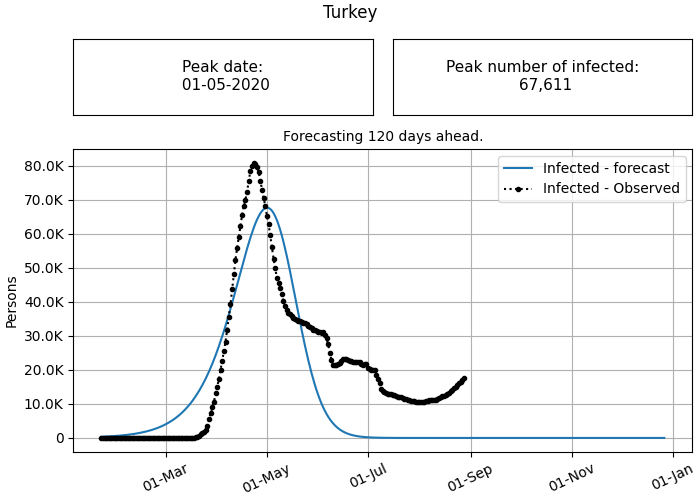 Turkey
Peak date:
01-05-2020
Peak number of infected:
67,611
Forecasting 120 days ahead.
Infected - forecast
Infected - Observed
Persons
80.0K
70.0K
60.0K
50.0K
40.0K
30.0K
20.0K
10.0K
0
01-Mar
01-May
01-Jul
01-Sep
01-Nov
01-Jan